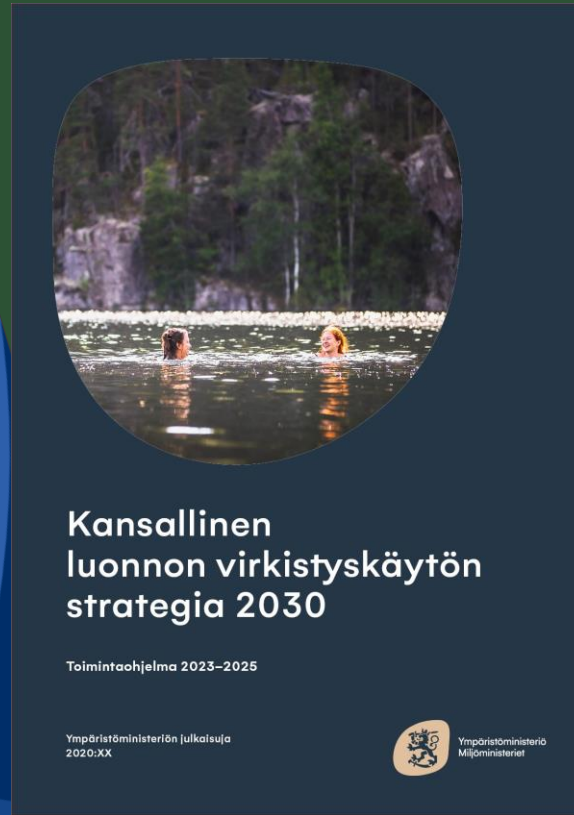 Kansallinen
luonnon virkistyskäytön
strategia 2030
Toimintaohjelma 2023–2025
Ympäristöministeriön julkaisuja
2020:XX
Ympäristöministeriö
Miljöministeriet